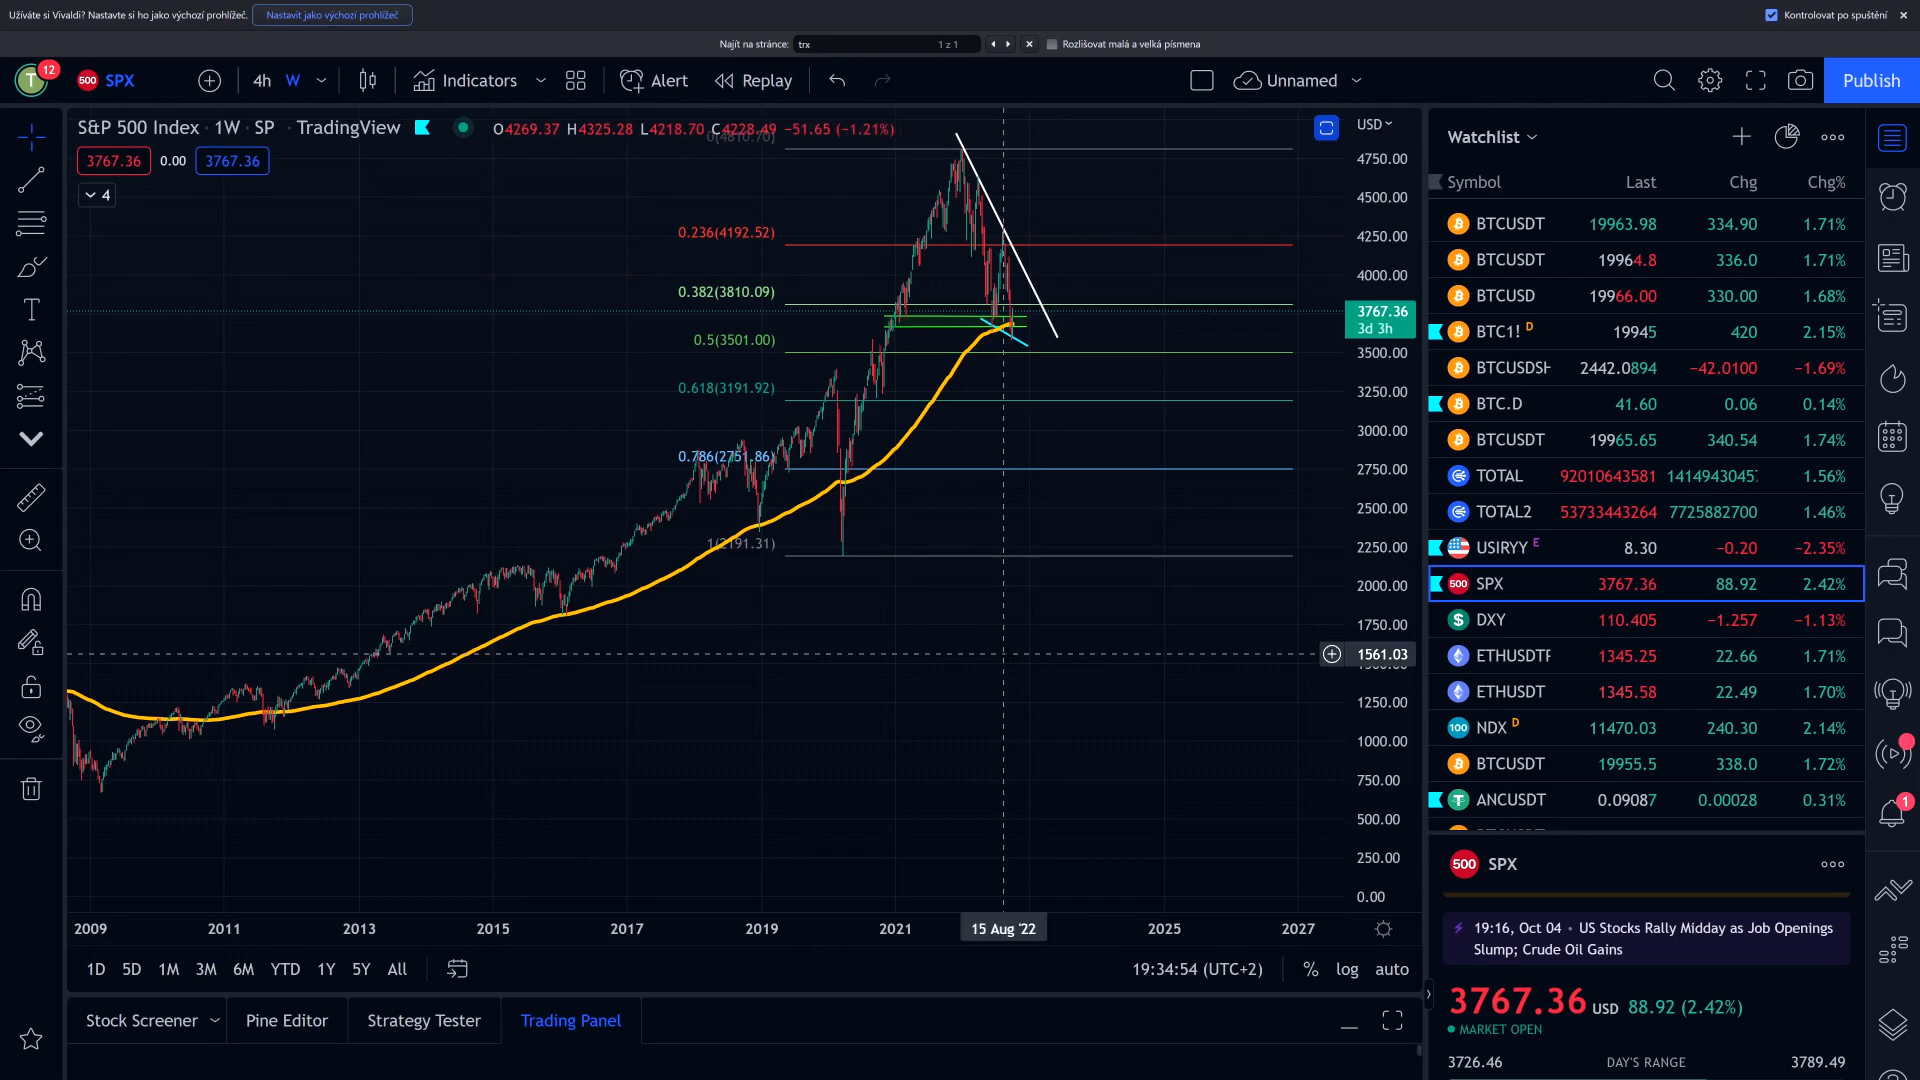 Užíváte si Vivaldi? Nastavte si ho jako výchozí prohlížeč. Nastavit jako výchozí prohlížeč Kontrolovat po spuštění
Najít na stránce: trx 1 z 1 Rozlišovat malá a velká písmena
T 12 500 SPX 4h W Indicators Alert Replay Unnamed Publish
S&P 500 Index · 1W · SP · TradingView O4269.37 H4325.28 L4218.70 C4228.49 −51.65 (−1.21%)
3767.36 0.00 3767.36
4
USD
0(4810.70)
0.236(4192.52)
0.382(3810.09)
0.5(3501.00)
0.618(3191.92)
0.786(2751.86)
1(2191.31)
4750.00
4500.00
4250.00
4000.00
3767.36
3d 3h
3500.00
3250.00
3000.00
2750.00
2500.00
2250.00
2000.00
1750.00
1561.03
1250.00
1000.00
750.00
500.00
250.00
0.00
2009 2011 2013 2015 2017 2019 2021 15 Aug '22 2025 2027
1D 5D 1M 3M 6M YTD 1Y 5Y All 19:34:54 (UTC+2) % log auto
Stock Screener Pine Editor Strategy Tester Trading Panel
Watchlist
Symbol Last Chg Chg%
BTCUSDT 19963.98 334.90 1.71%
BTCUSDT 19964.8 336.0 1.71%
BTCUSD 19966.00 330.00 1.68%
BTC1! D 19945 420 2.15%
BTCUSDSH 2442.0894 −42.0100 −1.69%
BTC.D 41.60 0.06 0.14%
BTCUSDT 19965.65 340.54 1.74%
TOTAL 92010643581 1414943045 1.56%
TOTAL2 53733443264 7725882700 1.46%
USIRYY E 8.30 −0.20 −2.35%
500 SPX 3767.36 88.92 2.42%
DXY 110.405 −1.257 −1.13%
ETHUSDTP 1345.25 22.66 1.71%
ETHUSDT 1345.58 22.49 1.70%
100 NDX D 11470.03 240.30 2.14%
BTCUSDT 19955.5 338.0 1.72%
ANCUSDT 0.09087 0.00028 0.31%
500 SPX
19:16, Oct 04 • US Stocks Rally Midday as Job Openings
Slump; Crude Oil Gains
3767.36 USD 88.92 (2.42%)
MARKET OPEN
3726.46 DAY'S RANGE 3789.49
1